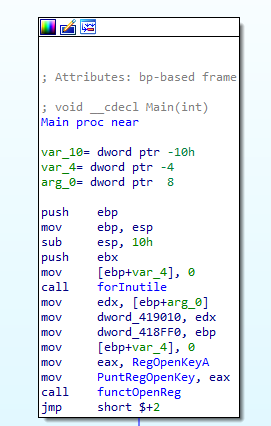 ; Attributes: bp-based frame
; void __cdecl Main(int)
Main proc near
var_10= dword ptr -10h
var_4= dword ptr -4
arg_0= dword ptr  8
push    ebp
mov     ebp, esp
sub     esp, 10h
push    ebx
mov     [ebp+var_4], 0
call    forInutile
mov     edx, [ebp+arg_0]
mov     dword_419010, edx
mov     dword_418FF0, ebp
mov     [ebp+var_4], 0
mov     eax, RegOpenKeyA
mov     PuntRegOpenKey, eax
call    functOpenReg
jmp     short $+2